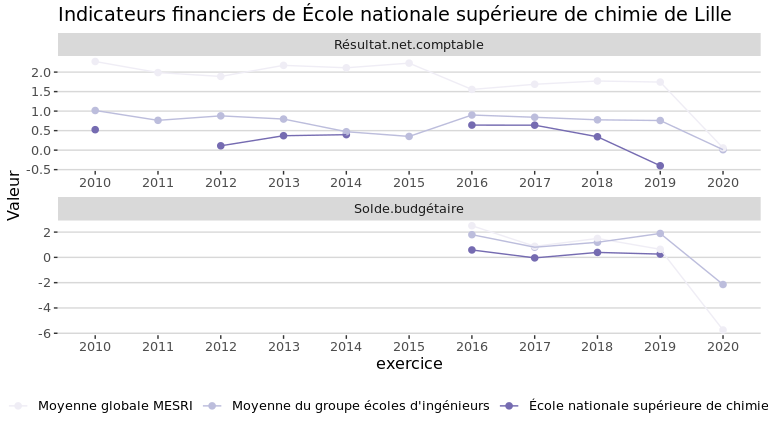 Indicateurs financiers de École nationale supérieure de chimie de Lille
Résultat.net.comptable
2.0
1.5
1.0
0.5
0.0
-0.5
2010 2011 2012 2013 2014 2015 2016 2017 2018 2019 2020
Valeur
Solde.budgétaire
2
0
-2
-4
-6
2010 2011 2012 2013 2014 2015 2016 2017 2018 2019 2020
exercice
Moyenne globale MESRI Moyenne du groupe écoles d'ingénieurs École nationale supérieure de chimie